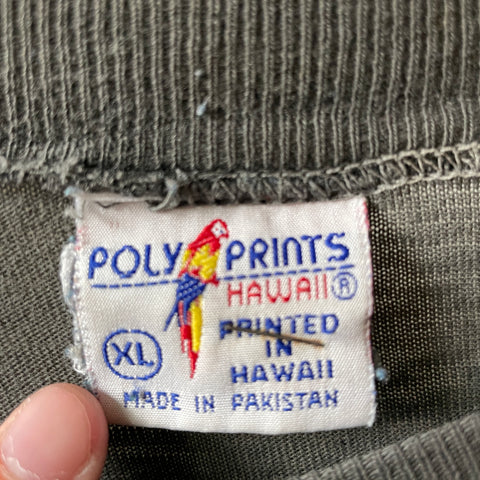 POLY PRINTS
HAWAII ®
XL
PRINTED
IN
HAWAII
MADE IN PAKISTAN